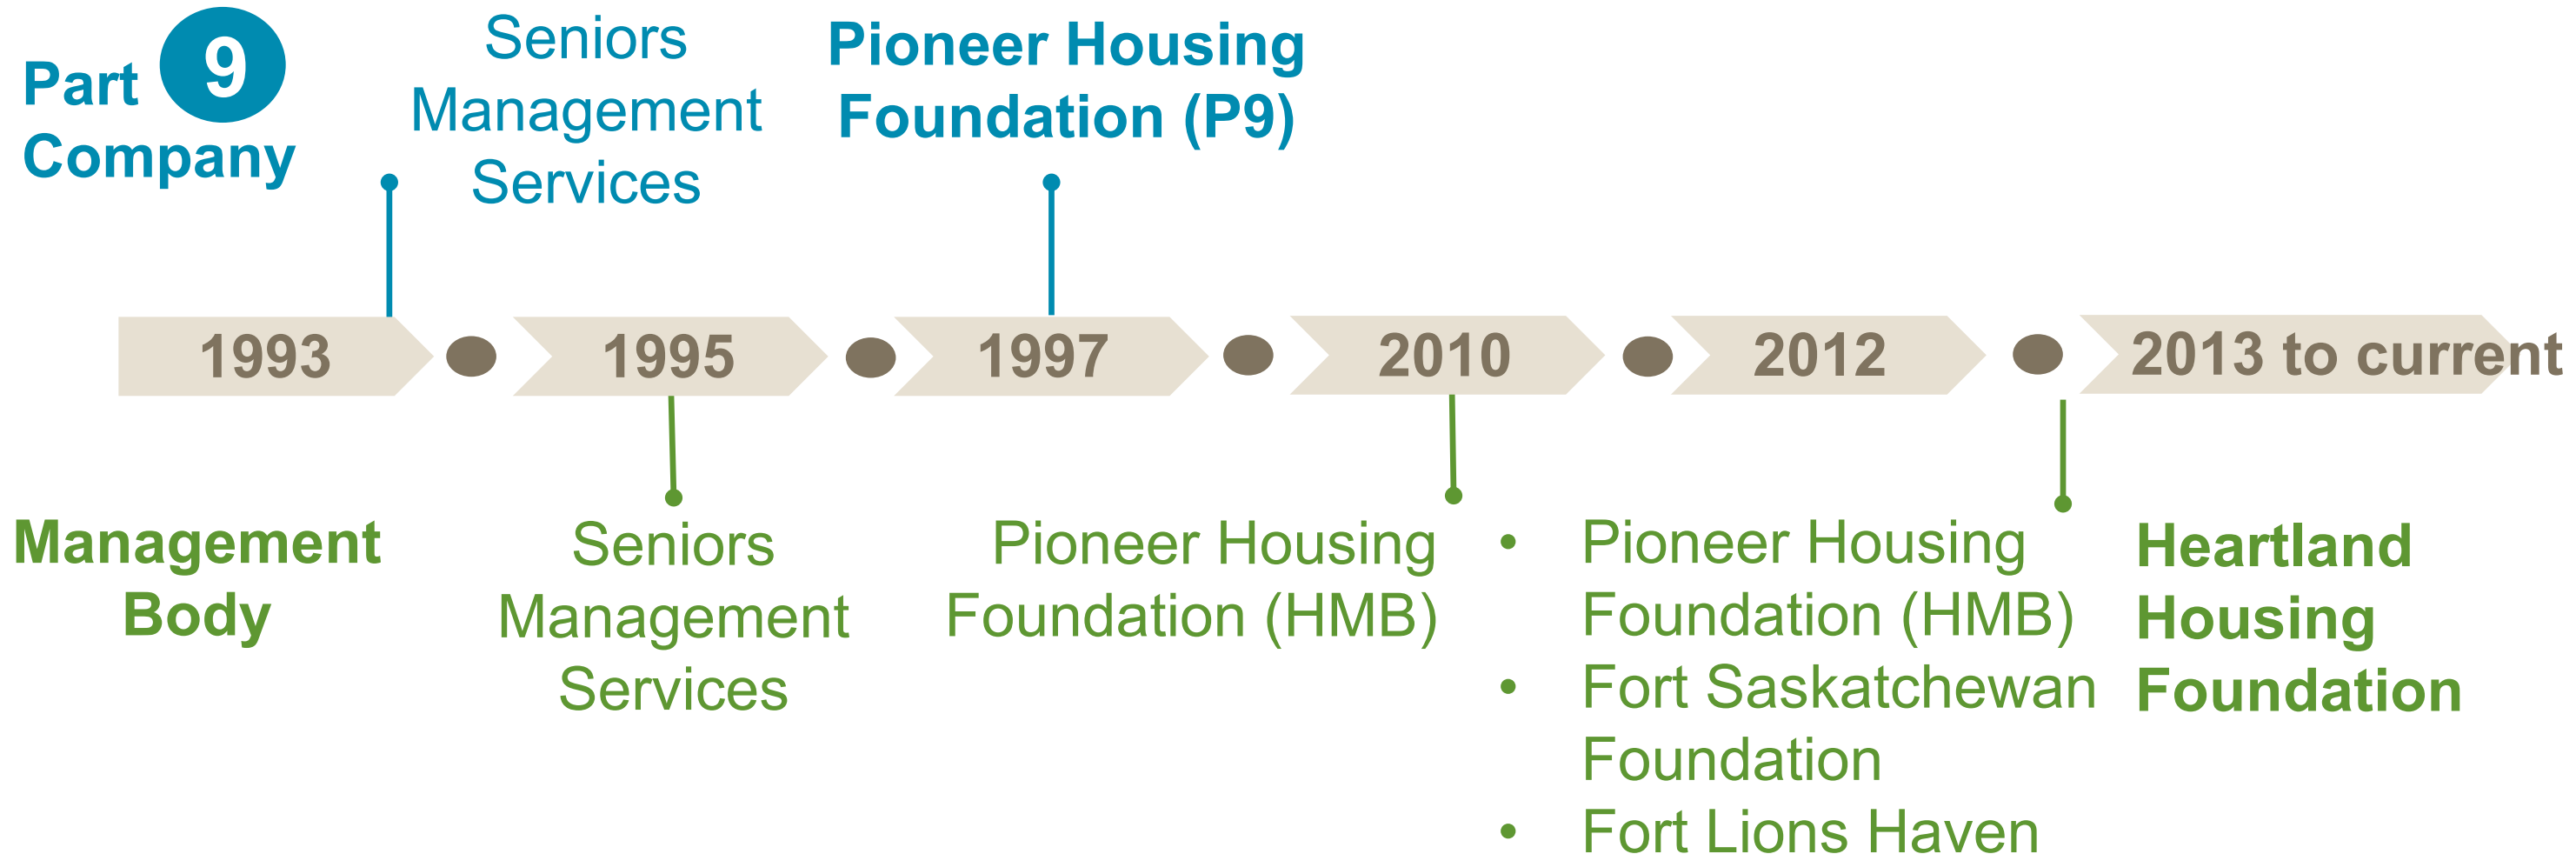 Part 9
Company
Seniors
Management
Services
Pioneer Housing
Foundation (P9)
1993
1995
1997
2010
2012
2013 to current
Management
Body
Seniors
Management
Services
Pioneer Housing
Foundation (HMB)
• Pioneer Housing
Foundation (HMB)
• Fort Saskatchewan
Foundation
• Fort Lions Haven
Heartland
Housing
Foundation